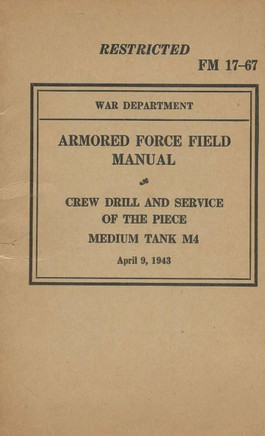 RESTRICTED
FM 17-67
WAR DEPARTMENT
ARMORED FORCE FIELD
MANUAL
CREW DRILL AND SERVICE
OF THE PIECE
MEDIUM TANK M4
April 9, 1943